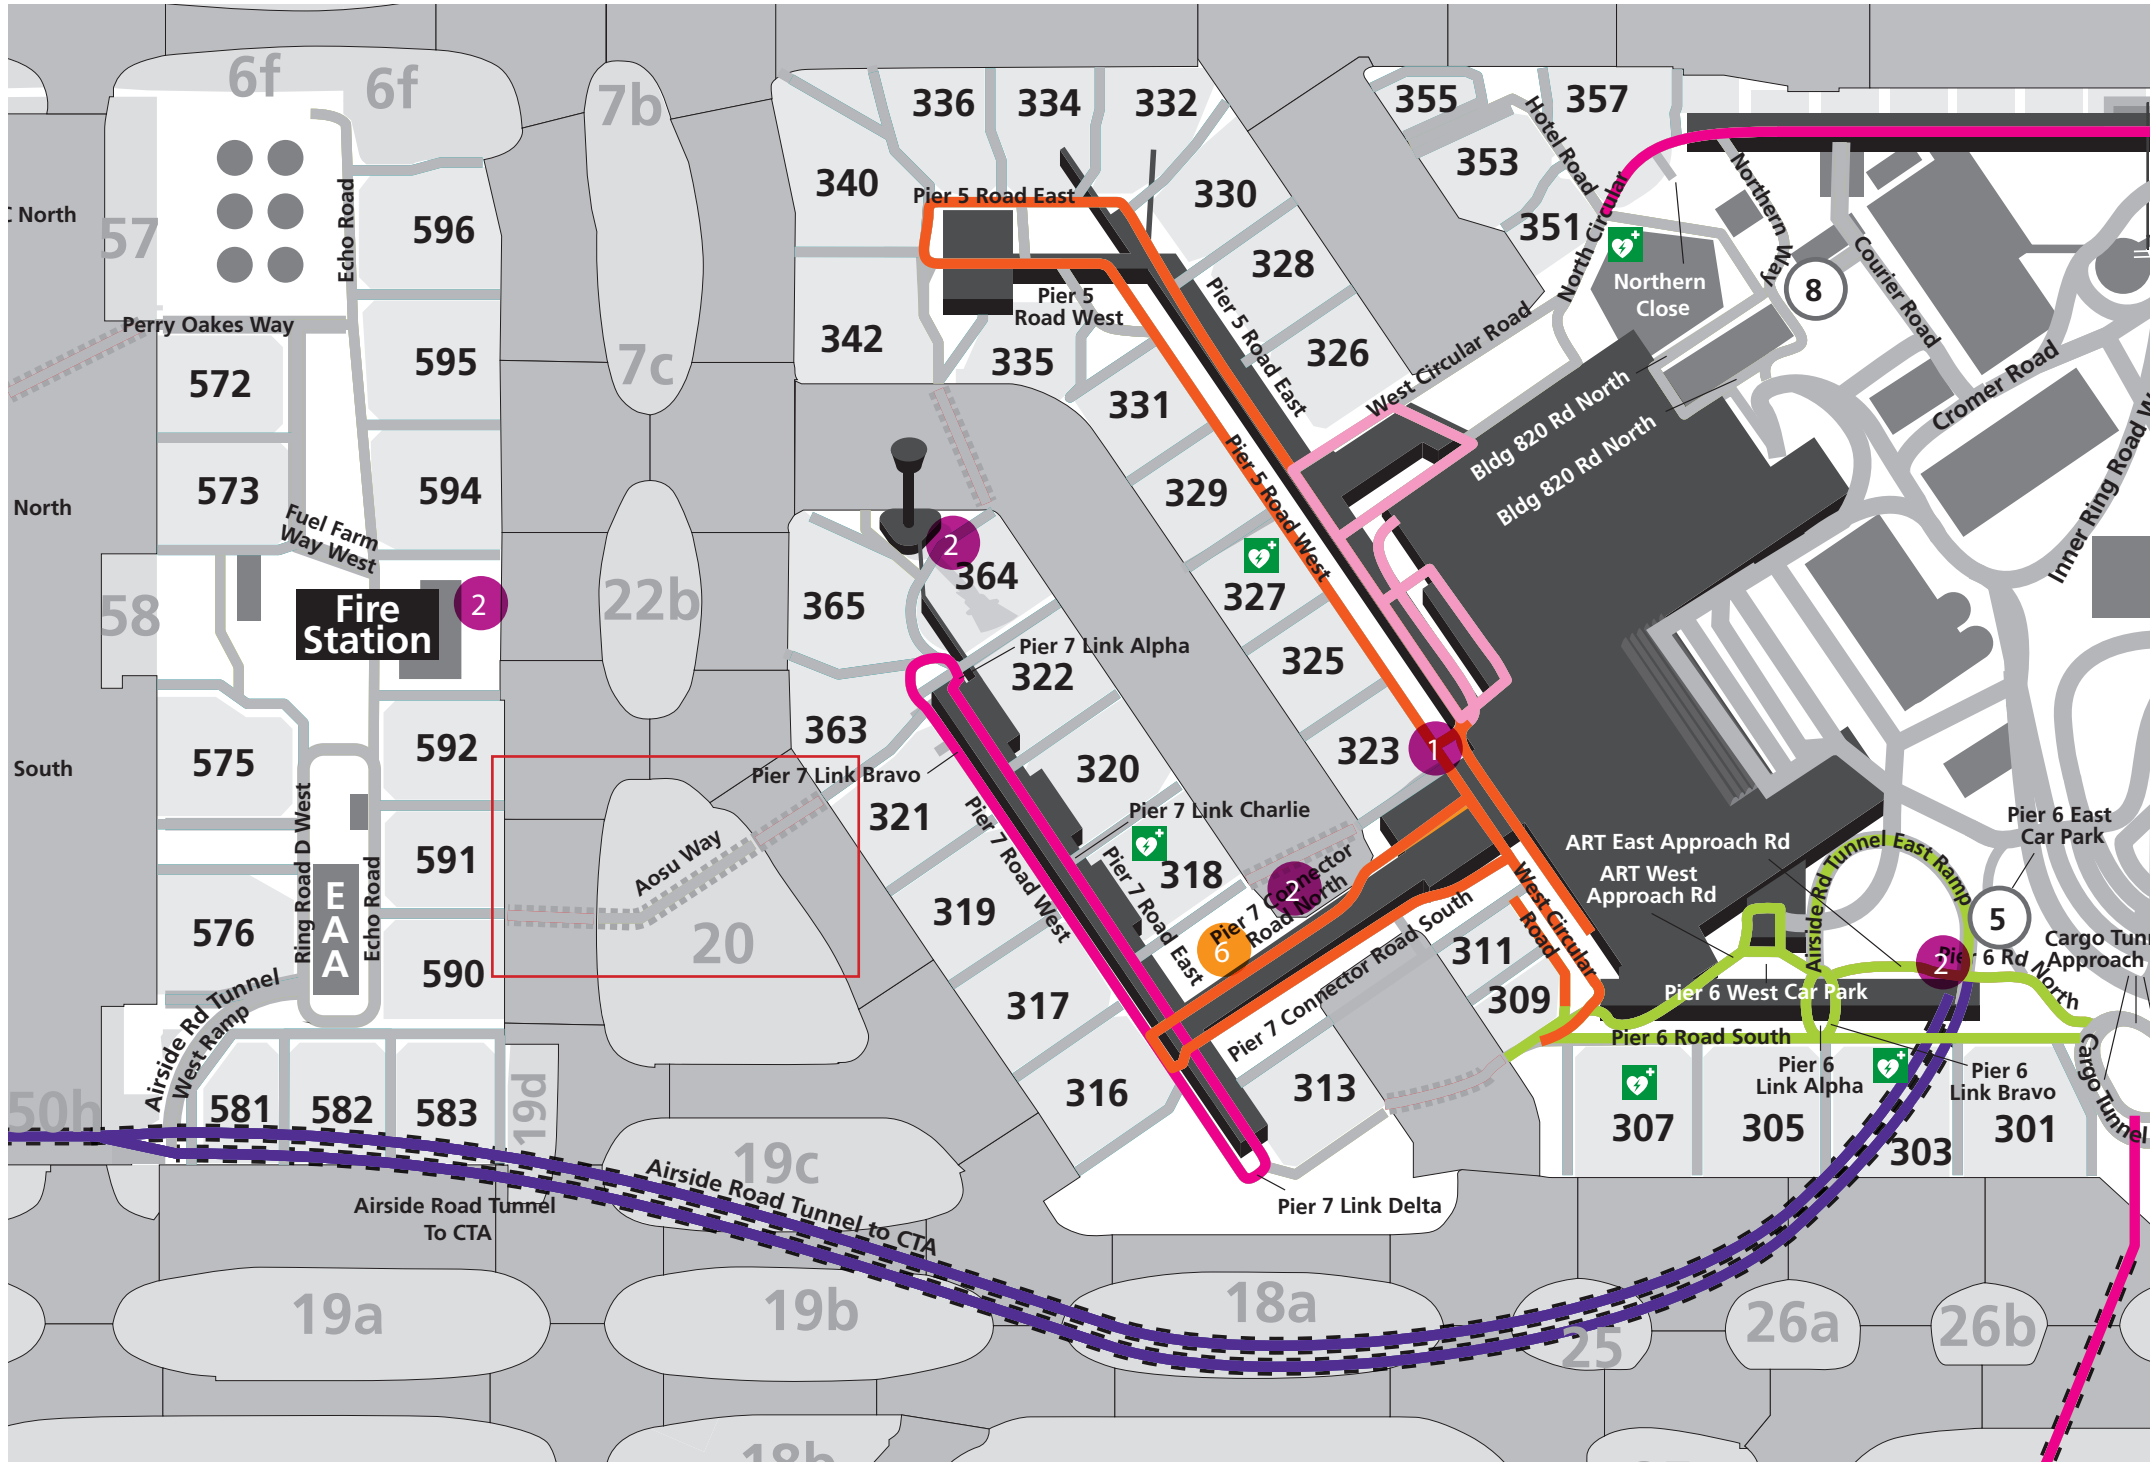 6f
6f
7b
336
334
332
355
357
Hotel Road
353
340
Pier 5 Road East
330
351
North Circular
Northern Way
Echo Road
596
C North
57
328
Northern
Close
8
Courier Road
Pier 5
Road West
Pier 5 Road East
West Circular Road
Perry Oakes Way
342
335
326
595
7c
572
331
Cromer Road
Bldg 820 Rd North
Bldg 820 Rd North
Inner Ring Road W
573
594
329
Pier 5 Road West
North
Fuel Farm
Way West
2
364
327
58
Fire
Station
2
22b
365
Pier 7 Link Alpha
322
325
363
592
575
South
323
1
Pier 7 Link Bravo
320
321
Pier 7 Link Charlie
Pier 6 East
Car Park
Pier 7 Road West
Aosu Way
591
Ring Road D West
Echo Road
E
A
A
318
Pier 7 Road East
2
ART East Approach Rd
ART West
Approach Rd
Airside Rd Tunnel East Ramp
5
319
576
20
6
Pier 7 Connector
Road North
West Circular
Road
311
Cargo Tunn
Approach
2
Pier 6 Rd North
590
Pier 7 Connector Road South
309
Pier 6 West Car Park
317
Airside Rd Tunnel
West Ramp
Pier 6 Road South
Cargo Tunnel
316
313
Pier 6
Link Alpha
Pier 6
Link Bravo
50h
581
582
583
19d
307
305
303
301
19c
Airside Road Tunnel to CTA
Airside Road Tunnel
To CTA
Pier 7 Link Delta
19a
19b
18a
25
26a
26b
18b